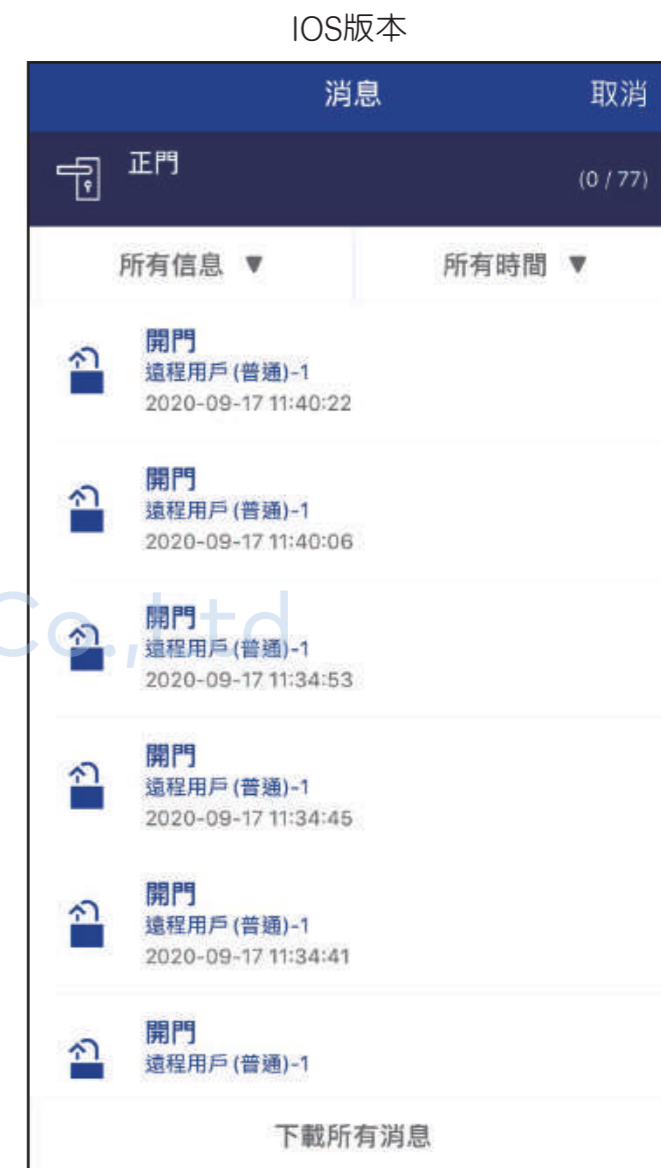 IOS版本
消息 取消
正門
(0 / 77)
所有信息 ▼ 所有時間 ▼
開門
遠程用戶(普通)-1
2020-09-17 11:40:22
開門
遠程用戶(普通)-1
2020-09-17 11:40:06
開門
遠程用戶(普通)-1
2020-09-17 11:34:53
Co.,Ltd
開門
遠程用戶(普通)-1
2020-09-17 11:34:45
開門
遠程用戶(普通)-1
2020-09-17 11:34:41
開門
遠程用戶(普通)-1
下載所有消息